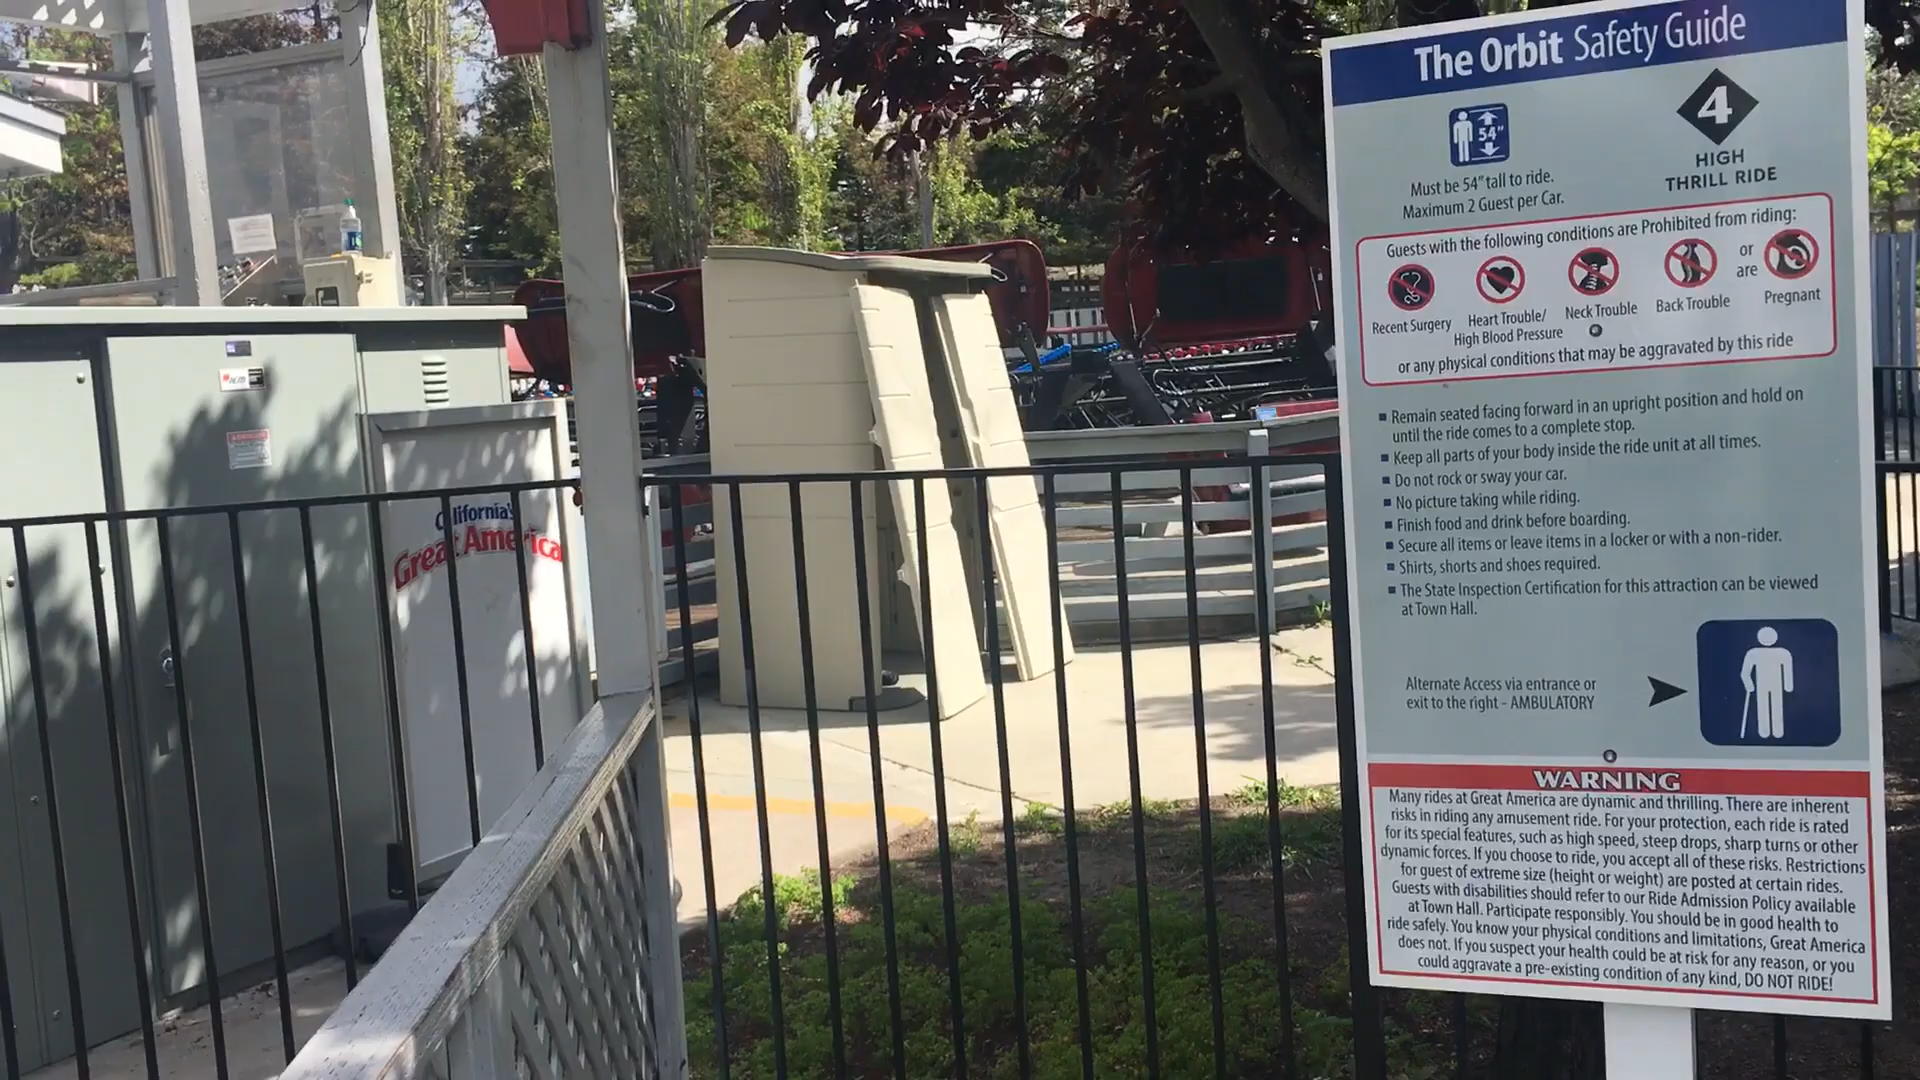 The Orbit Safety Guide
54"
4
HIGH
THRILL RIDE
Must be 54" tall to ride.
Maximum 2 Guest per Car.
Guests with the following conditions are Prohibited from riding:
Recent Surgery
Heart Trouble/
High Blood Pressure
Neck Trouble
Back Trouble
or
are
Pregnant
or any physical conditions that may be aggravated by this ride
Remain seated facing forward in an upright position and hold on
until the ride comes to a complete stop.
Keep all parts of your body inside the ride unit at all times.
Do not rock or sway your car.
No picture taking while riding.
Finish food and drink before boarding.
Secure all items or leave items in a locker or with a non-rider.
Shirts, shorts and shoes required.
The State Inspection Certification for this attraction can be viewed
at Town Hall.
Alternate Access via entrance or
exit to the right - AMBULATORY
WARNING
Many rides at Great America are dynamic and thrilling. There are inherent
risks in riding any amusement ride. For your protection, each ride is rated
for its special features, such as high speed, steep drops, sharp turns or other
dynamic forces. If you choose to ride, you accept all of these risks. Restrictions
for guest of extreme size (height or weight) are posted at certain rides.
Guests with disabilities should refer to our Ride Admission Policy available
at Town Hall. Participate responsibly. You should be in good health to
ride safely. You know your physical conditions and limitations, Great America
does not. If you suspect your health could be at risk for any reason, or you
could aggravate a pre-existing condition of any kind, DO NOT RIDE!
California's
Great America